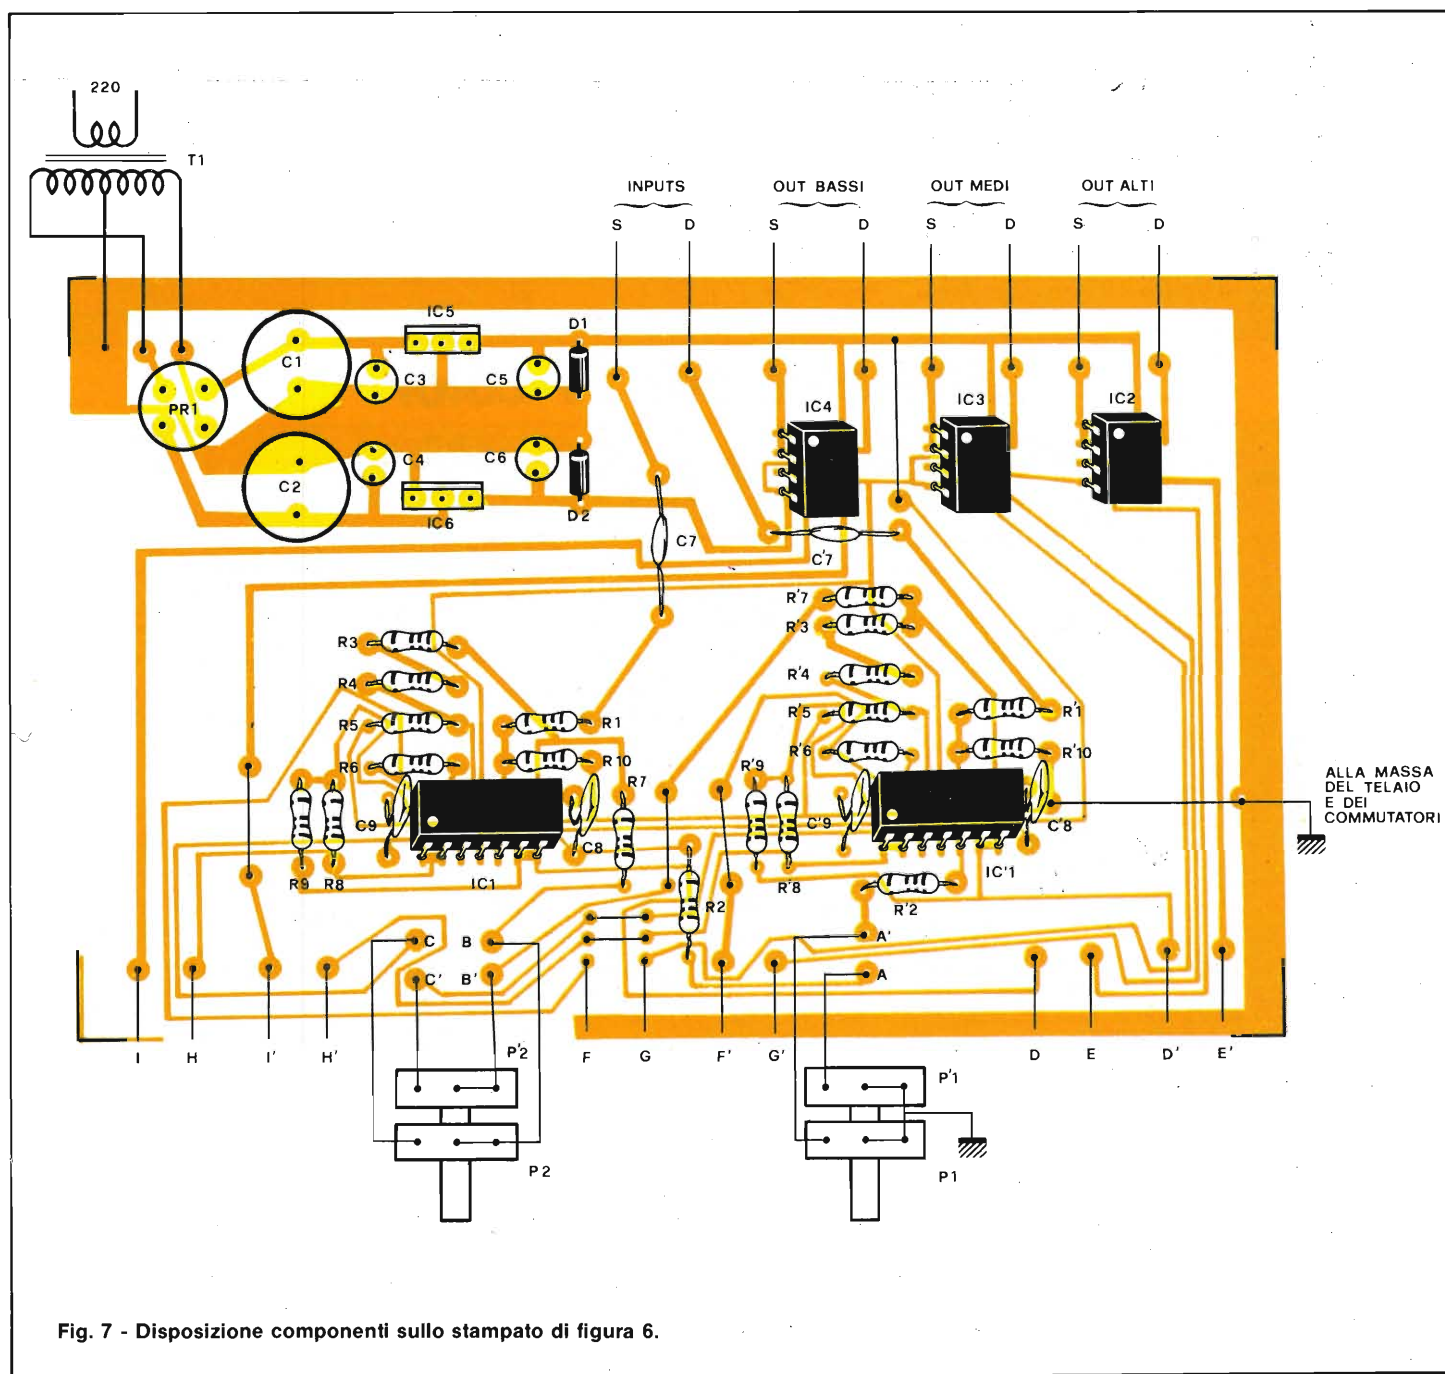 220
T1
INPUTS OUT BASSI OUT MEDI OUT ALTI
S D S D S D S D
IC5 D1
C1 C3 C5
PR1
IC4 IC3 IC2
C4 C6
C2
IC6 D2
C7 C'7
R'7
R3 R'3
R4 R'4
R5 R1 R'5 R'1
R6 R10 R'6 R'10
R7 R'9
ALLA MASSA
DEL TELAIO
E DEI
COMMUTATORI
C9 C8 C'9 C'8
R9 R8 IC1 R'8 IC'1
R2 R'2
C B A'
C' B' A
I H I' H' F G F' G' D E D' E'
P'2 P'1
P2 P1
Fig. 7 - Disposizione componenti sullo stampato di figura 6.